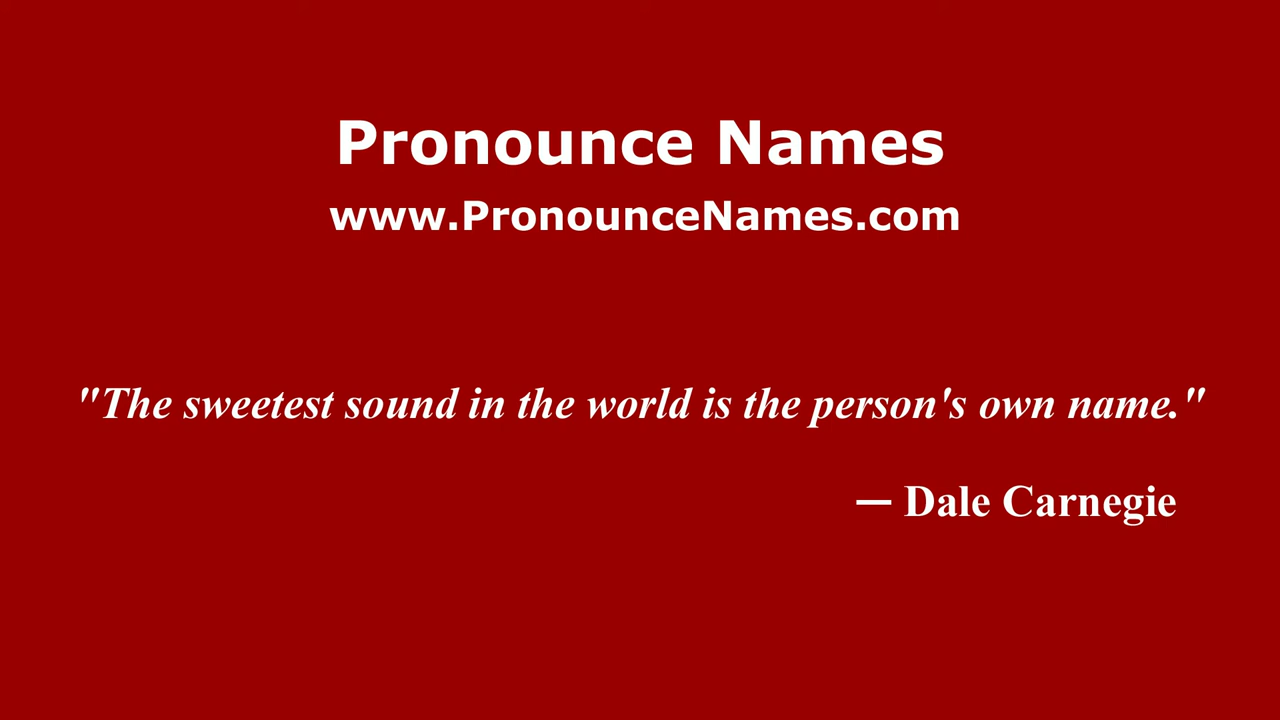 Pronounce Names
www.PronounceNames.com
"The sweetest sound in the world is the person's own name."
— Dale Carnegie